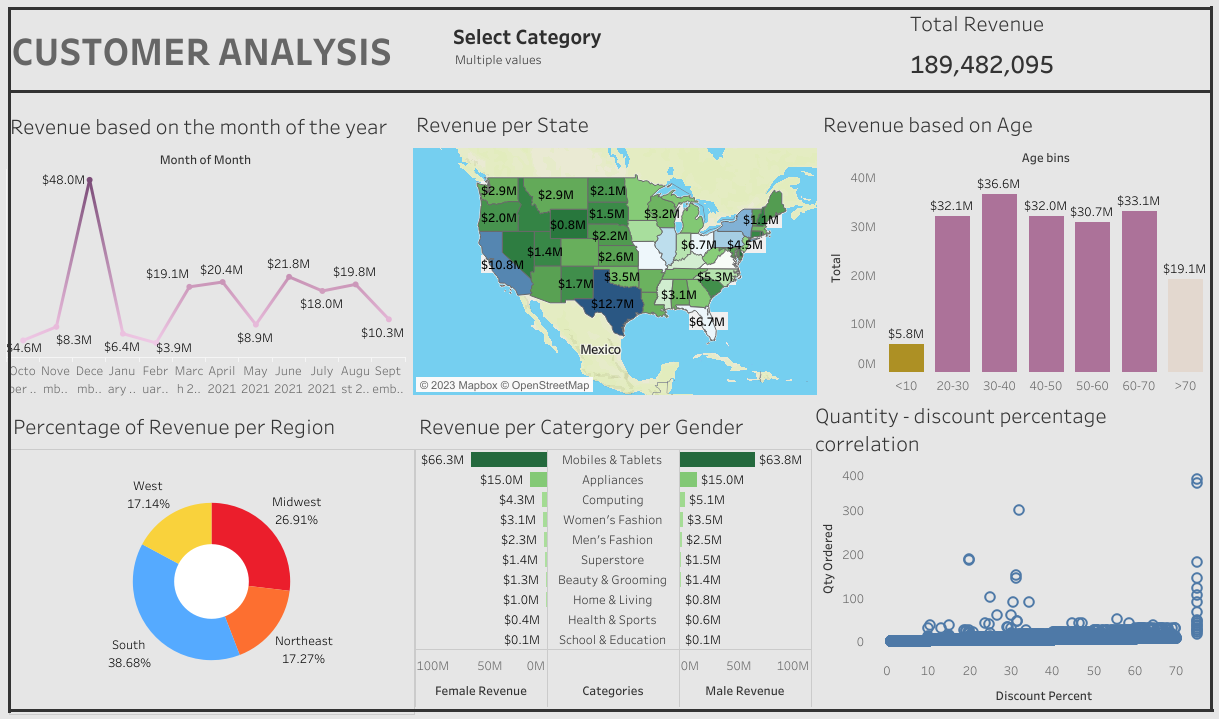 CUSTOMER ANALYSIS
Select Category
Multiple values
Total Revenue
189,482,095
Revenue based on the month of the year
Month of Month
$48.0M
$19.1M
$20.4M
$21.8M
$19.8M
$18.0M
$4.6M
$8.3M
$6.4M
$3.9M
$8.9M
$10.3M
Octo Nove Dece Janu Febr Marc April May June July Augu Sept
ber .. mb.. mb.. ary .. uar.. h 2.. 2021 2021 2021 2021 st 2.. emb..
Revenue per State
$2.9M
$2.9M
$2.1M
$2.0M
$1.5M
$3.2M
$1.1M
$0.8M
$2.2M
$10.8M
$1.4M
$2.6M
$6.7M
$4.5M
$1.7M
$3.5M
$5.3M
$12.7M
$3.1M
$6.7M
Mexico
© 2023 Mapbox © OpenStreetMap
Revenue based on Age
Age bins
Total
40M
30M
20M
10M
0M
$5.8M
$32.1M
$36.6M
$32.0M
$30.7M
$33.1M
$19.1M
<10 20-30 30-40 40-50 50-60 60-70 >70
Percentage of Revenue per Region
West
17.14%
Midwest
26.91%
South
38.68%
Northeast
17.27%
Revenue per Catergory per Gender
$66.3M Mobiles & Tablets $63.8M
$15.0M Appliances $15.0M
$4.3M Computing $5.1M
$3.1M Women's Fashion $3.5M
$2.3M Men's Fashion $2.5M
$1.4M Superstore $1.5M
$1.3M Beauty & Grooming $1.4M
$1.0M Home & Living $0.8M
$0.4M Health & Sports $0.6M
$0.1M School & Education $0.1M
100M 50M 0M 0M 50M 100M
Female Revenue Categories Male Revenue
Quantity - discount percentage
correlation
Qty Ordered
400
300
200
100
0
0 10 20 30 40 50 60 70
Discount Percent